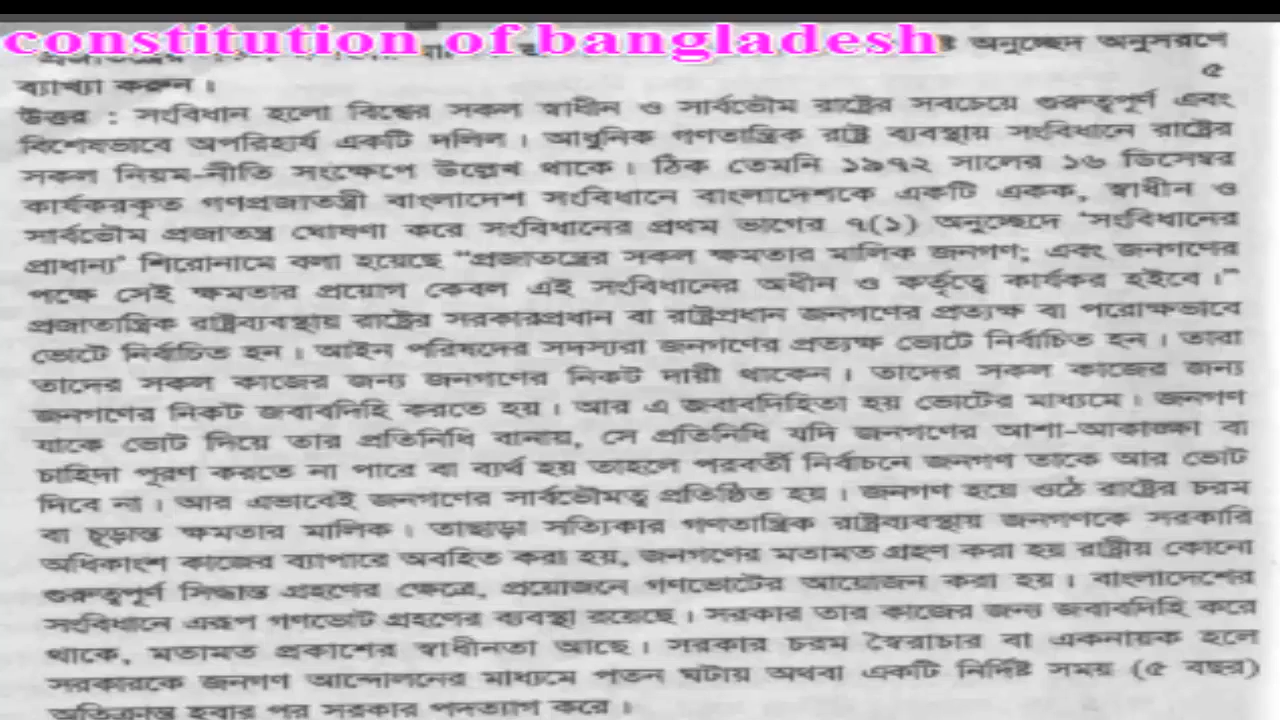 constitution of bangladesh
অনুচ্ছেদ অনুসরণে
ব্যাখ্যা করুন। ৫
উত্তর : সংবিধান হলো বিশ্বের সকল স্বাধীন ও সার্বভৌম রাষ্ট্রের সবচেয়ে গুরুত্বপূর্ণ এবং
বিশেষভাবে অপরিহার্য একটি দলিল। আধুনিক গণতান্ত্রিক রাষ্ট্র ব্যবস্থায় সংবিধানে রাষ্ট্রের
সকল নিয়ম-নীতি সংক্ষেপে উল্লেখ থাকে। ঠিক তেমনি ১৯৭২ সালের ১৬ ডিসেম্বর
কার্যকরকৃত গণপ্রজাতন্ত্রী বাংলাদেশ সংবিধানে বাংলাদেশকে একটি একক, স্বাধীন ও
সার্বভৌম প্রজাতন্ত্র ঘোষণা করে সংবিধানের প্রথম ভাগের ৭(১) অনুচ্ছেদে ‘সংবিধানের
প্রাধান্য’ শিরোনামে বলা হয়েছে “প্রজাতন্ত্রের সকল ক্ষমতার মালিক জনগণ; এবং জনগণের
পক্ষে সেই ক্ষমতার প্রয়োগ কেবল এই সংবিধানের অধীন ও কর্তৃত্বে কার্যকর হইবে।”
প্রজাতান্ত্রিক রাষ্ট্রব্যবস্থায় রাষ্ট্রের সরকারপ্রধান বা রাষ্ট্রপ্রধান জনগণের প্রত্যক্ষ বা পরোক্ষভাবে
ভোটে নির্বাচিত হন। আইন পরিষদের সদস্যরা জনগণের প্রত্যক্ষ ভোটে নির্বাচিত হন। তারা
তাদের সকল কাজের জন্য জনগণের নিকট দায়ী থাকেন। তাদের সকল কাজের জন্য
জনগণের নিকট জবাবদিহি করতে হয়। আর এ জবাবদিহিতা হয় ভোটের মাধ্যমে। জনগণ
যাকে ভোট দিয়ে তার প্রতিনিধি বানায়, সে প্রতিনিধি যদি জনগণের আশা-আকাঙ্ক্ষা বা
চাহিদা পূরণ করতে না পারে বা ব্যর্থ হয় তাহলে পরবর্তী নির্বাচনে জনগণ তাকে আর ভোট
দিবে না। আর এভাবেই জনগণের সার্বভৌমত্ব প্রতিষ্ঠিত হয়। জনগণ হয়ে ওঠে রাষ্ট্রের চরম
বা চূড়ান্ত ক্ষমতার মালিক। তাছাড়া সত্যিকার গণতান্ত্রিক রাষ্ট্রব্যবস্থায় জনগণকে সরকারি
অধিকাংশ কাজের ব্যাপারে অবহিত করা হয়, জনগণের মতামত গ্রহণ করা হয় রাষ্ট্রীয় কোনো
গুরুত্বপূর্ণ সিদ্ধান্ত গ্রহণের ক্ষেত্রে, প্রয়োজনে গণভোটের আয়োজন করা হয়। বাংলাদেশের
সংবিধানে এরূপ গণভোট গ্রহণের ব্যবস্থা রয়েছে। সরকার তার কাজের জন্য জবাবদিহি করে
থাকে, মতামত প্রকাশের স্বাধীনতা আছে। সরকার চরম স্বৈরাচার বা একনায়ক হলে
সরকারকে জনগণ আন্দোলনের মাধ্যমে পতন ঘটায় অথবা একটি নির্দিষ্ট সময় (৫ বছর)
অতিক্রান্ত হবার পর সরকার পদত্যাগ করে।